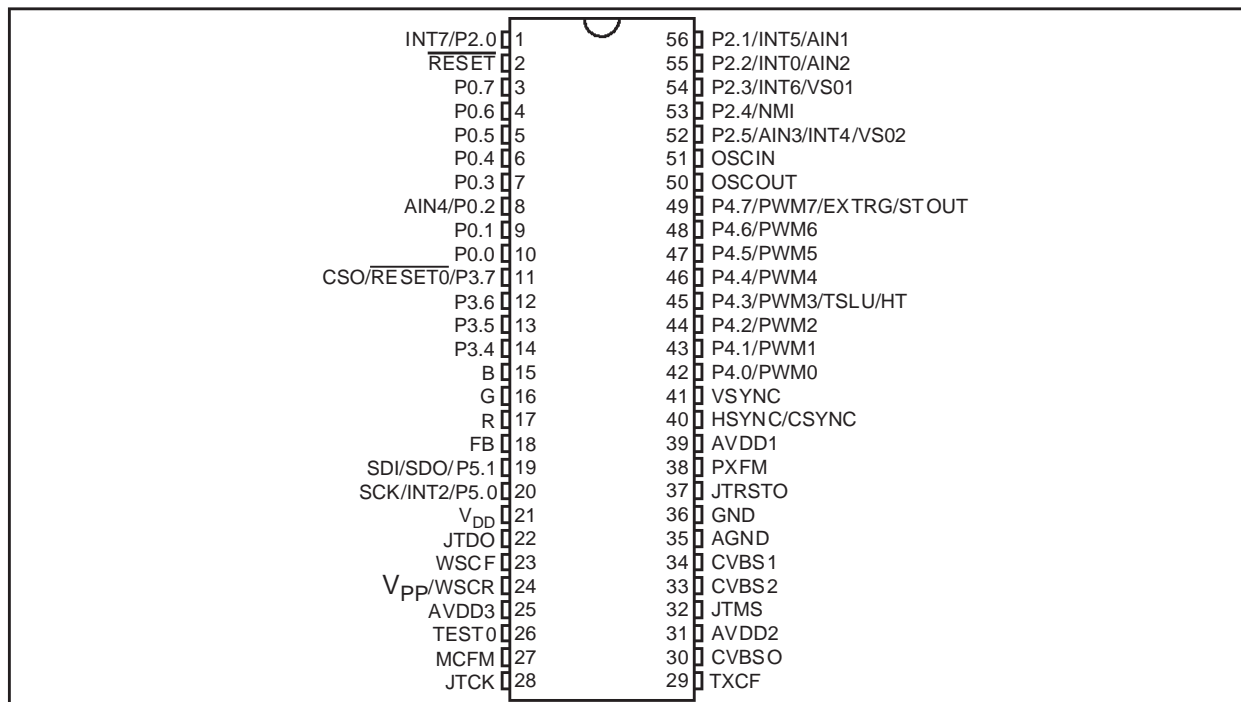 INT7/P2.0 1 56 P2.1/INT5/AIN1
RESET 2 55 P2.2/INT0/AIN2
P0.7 3 54 P2.3/INT6/VS01
P0.6 4 53 P2.4/NMI
P0.5 5 52 P2.5/AIN3/INT4/VS02
P0.4 6 51 OSCIN
P0.3 7 50 OSCOUT
AIN4/P0.2 8 49 P4.7/PWM7/EXTRG/STOUT
P0.1 9 48 P4.6/PWM6
P0.0 10 47 P4.5/PWM5
CSO/RESET0/P3.7 11 46 P4.4/PWM4
P3.6 12 45 P4.3/PWM3/TSLU/HT
P3.5 13 44 P4.2/PWM2
P3.4 14 43 P4.1/PWM1
B 15 42 P4.0/PWM0
G 16 41 VSYNC
R 17 40 HSYNC/CSYNC
FB 18 39 AVDD1
SDI/SDO/P5.1 19 38 PXFM
SCK/INT2/P5.0 20 37 JTRSTO
VDD 21 36 GND
JTDO 22 35 AGND
WSCF 23 34 CVBS1
VPP/WSCR 24 33 CVBS2
AVDD3 25 32 JTMS
TEST0 26 31 AVDD2
MCFM 27 30 CVBSO
JTCK 28 29 TXCF